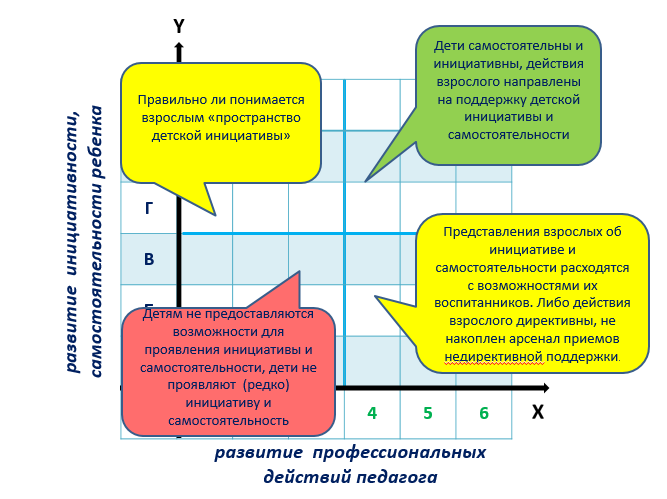 Y
развитие инициативности,
самостоятельности ребенка
Правильно ли понимается
взрослым «пространство
детской инициативы»
Дети самостоятельны и
инициативны, действия
взрослого направлены
на поддержку детской
инициативы и
самостоятельности
Г
В
Представления взрослых об
инициативе и
самостоятельности расходятся
с возможностями их
воспитанников. Либо действия
взрослого директивны, не
накоплен арсенал приемов
недирективной поддержки.
Детям не предоставляются
возможности для
проявления инициативы и
самостоятельности, дети не
проявляют (редко)
инициативу и
самостоятельность
4 5 6
X
развитие профессиональных
действий педагога